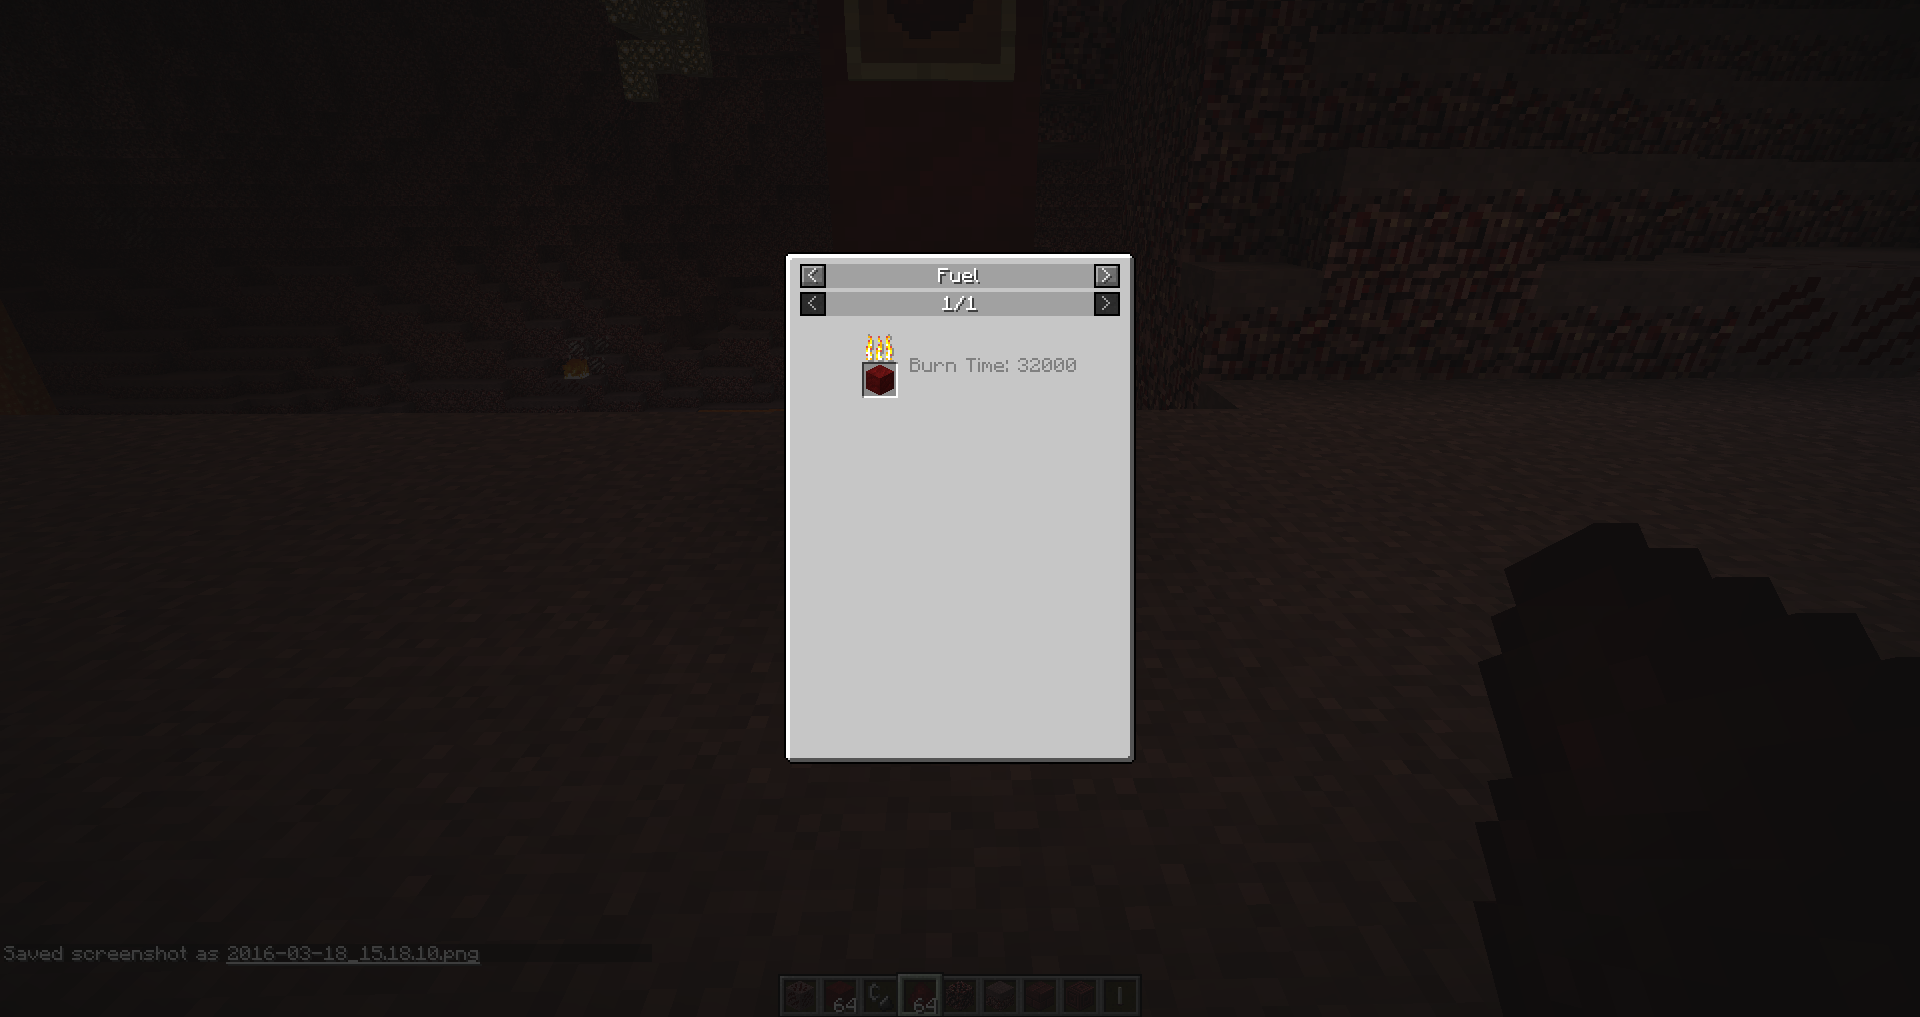 < Fuel >
< 1/1 >
Burn Time: 32000
Saved screenshot as 2016-03-18_15.18.10.png
64
64